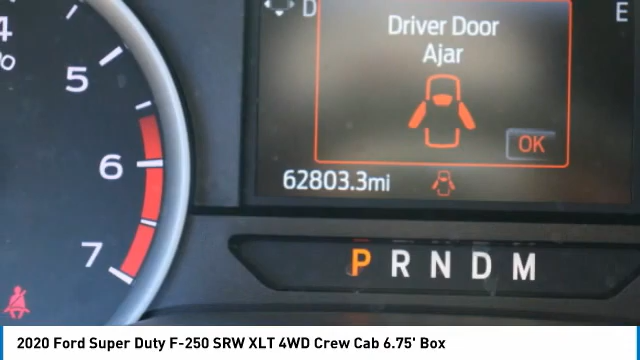 4
5
6
7
D
E
Driver Door
Ajar
OK
62803.3mi
P R N D M
2020 Ford Super Duty F-250 SRW XLT 4WD Crew Cab 6.75' Box